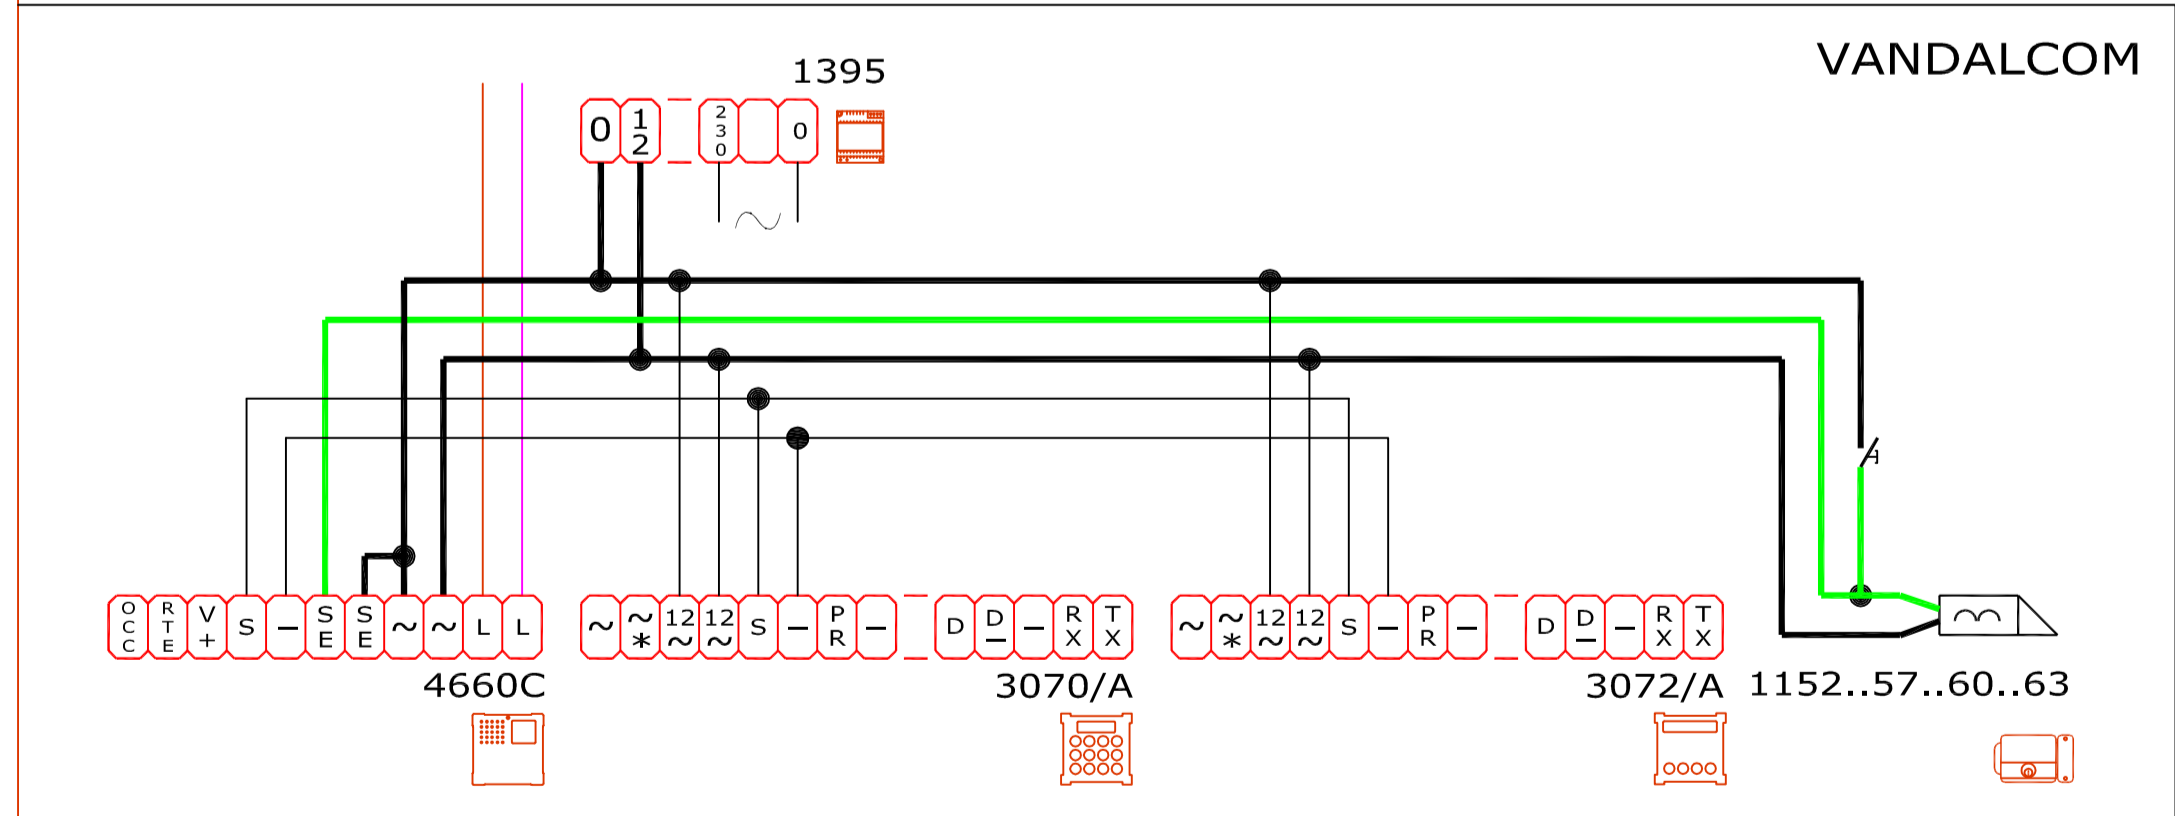 VANDALCOM
1395
0 12 230 0
~
A
OCC RTE V+ S – SE SE ~ ~ L L
~ ~* 12~ 12~ S – PR – D D– – RX TX
~ ~* 12~ 12~ S – PR – D D– – RX TX
4660C
3070/A
3072/A
1152..57..60..63